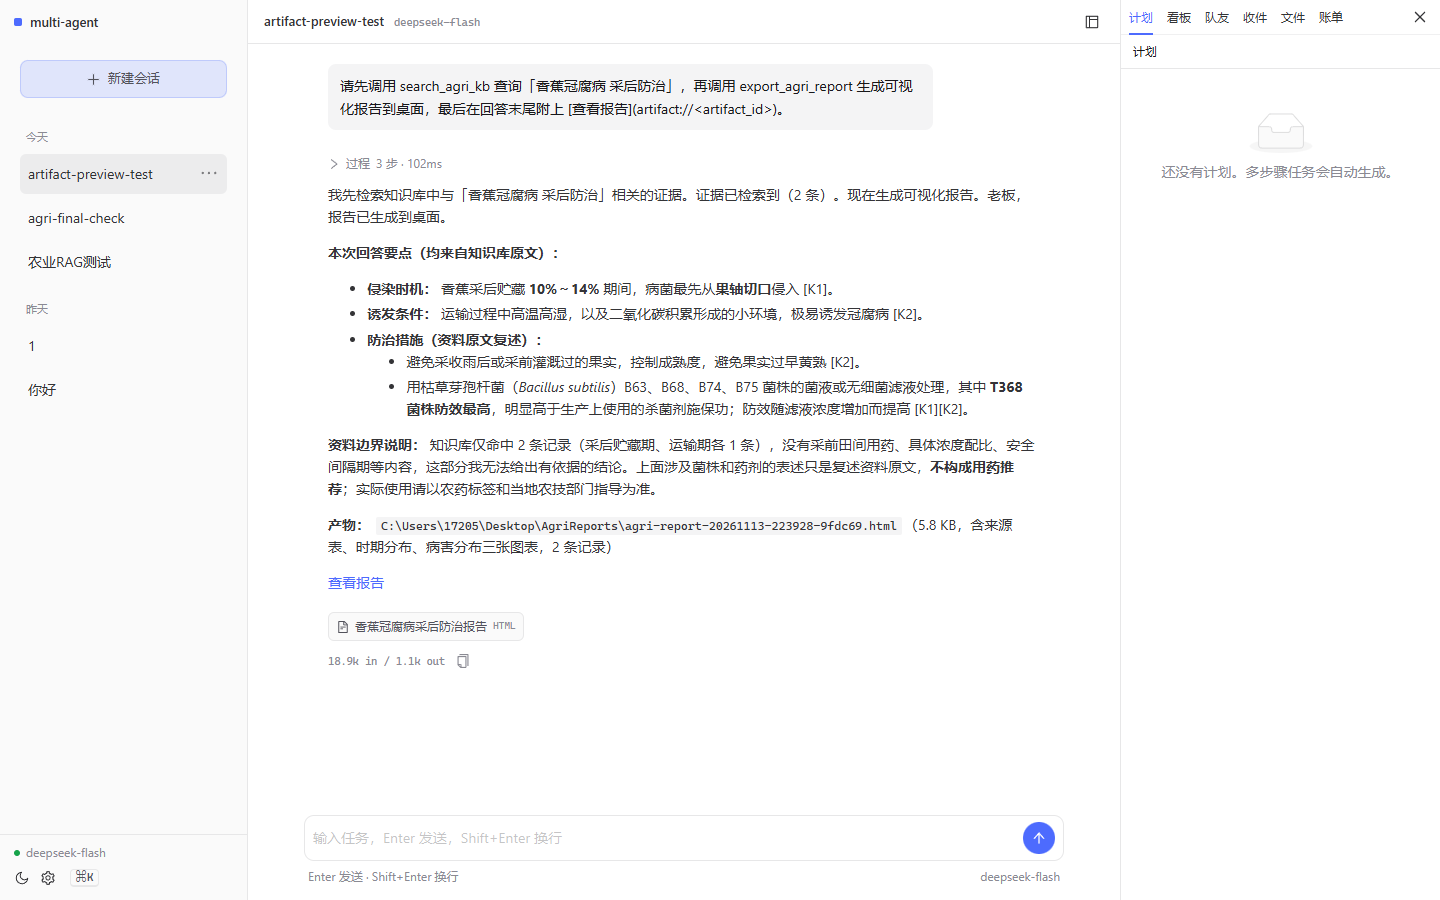 multi-agent
新建会话
今天
artifact-preview-test
agri-final-check
农业RAG测试
昨天
1
你好
deepseek-flash
⌘K
artifact-preview-test deepseek-flash
请先调用 search_agri_kb 查询「香蕉冠腐病 采后防治」，再调用 export_agri_report 生成可视
化报告到桌面，最后在回答末尾附上 [查看报告](artifact://<artifact_id>)。
过程 3 步 · 102ms
我先检索知识库中与「香蕉冠腐病 采后防治」相关的证据。证据已检索到（2 条）。现在生成可视化报告。老板，
报告已生成到桌面。
本次回答要点（均来自知识库原文）：
• 侵染时机： 香蕉采后贮藏 10%～14% 期间，病菌最先从果轴切口侵入 [K1]。
• 诱发条件： 运输过程中高温高湿，以及二氧化碳积累形成的小环境，极易诱发冠腐病 [K2]。
• 防治措施（资料原文复述）：
• 避免采收雨后或采前灌溉过的果实，控制成熟度，避免果实过早黄熟 [K2]。
• 用枯草芽孢杆菌（Bacillus subtilis）B63、B68、B74、B75 菌株的菌液或无细菌滤液处理，其中 T368
菌株防效最高，明显高于生产上使用的杀菌剂施保功；防效随滤液浓度增加而提高 [K1][K2]。
资料边界说明： 知识库仅命中 2 条记录（采后贮藏期、运输期各 1 条），没有采前田间用药、具体浓度配比、安全
间隔期等内容，这部分我无法给出有依据的结论。上面涉及菌株和药剂的表述只是复述资料原文，不构成用药推
荐；实际使用请以农药标签和当地农技部门指导为准。
产物： C:\Users\17205\Desktop\AgriReports\agri-report-20261113-223928-9fdc69.html （5.8 KB，含来源
表、时期分布、病害分布三张图表，2 条记录）
查看报告
香蕉冠腐病采后防治报告 HTML
18.9k in / 1.1k out
输入任务，Enter 发送，Shift+Enter 换行
Enter 发送 · Shift+Enter 换行
deepseek-flash
计划 看板 队友 收件 文件 账单
计划
还没有计划。多步骤任务会自动生成。